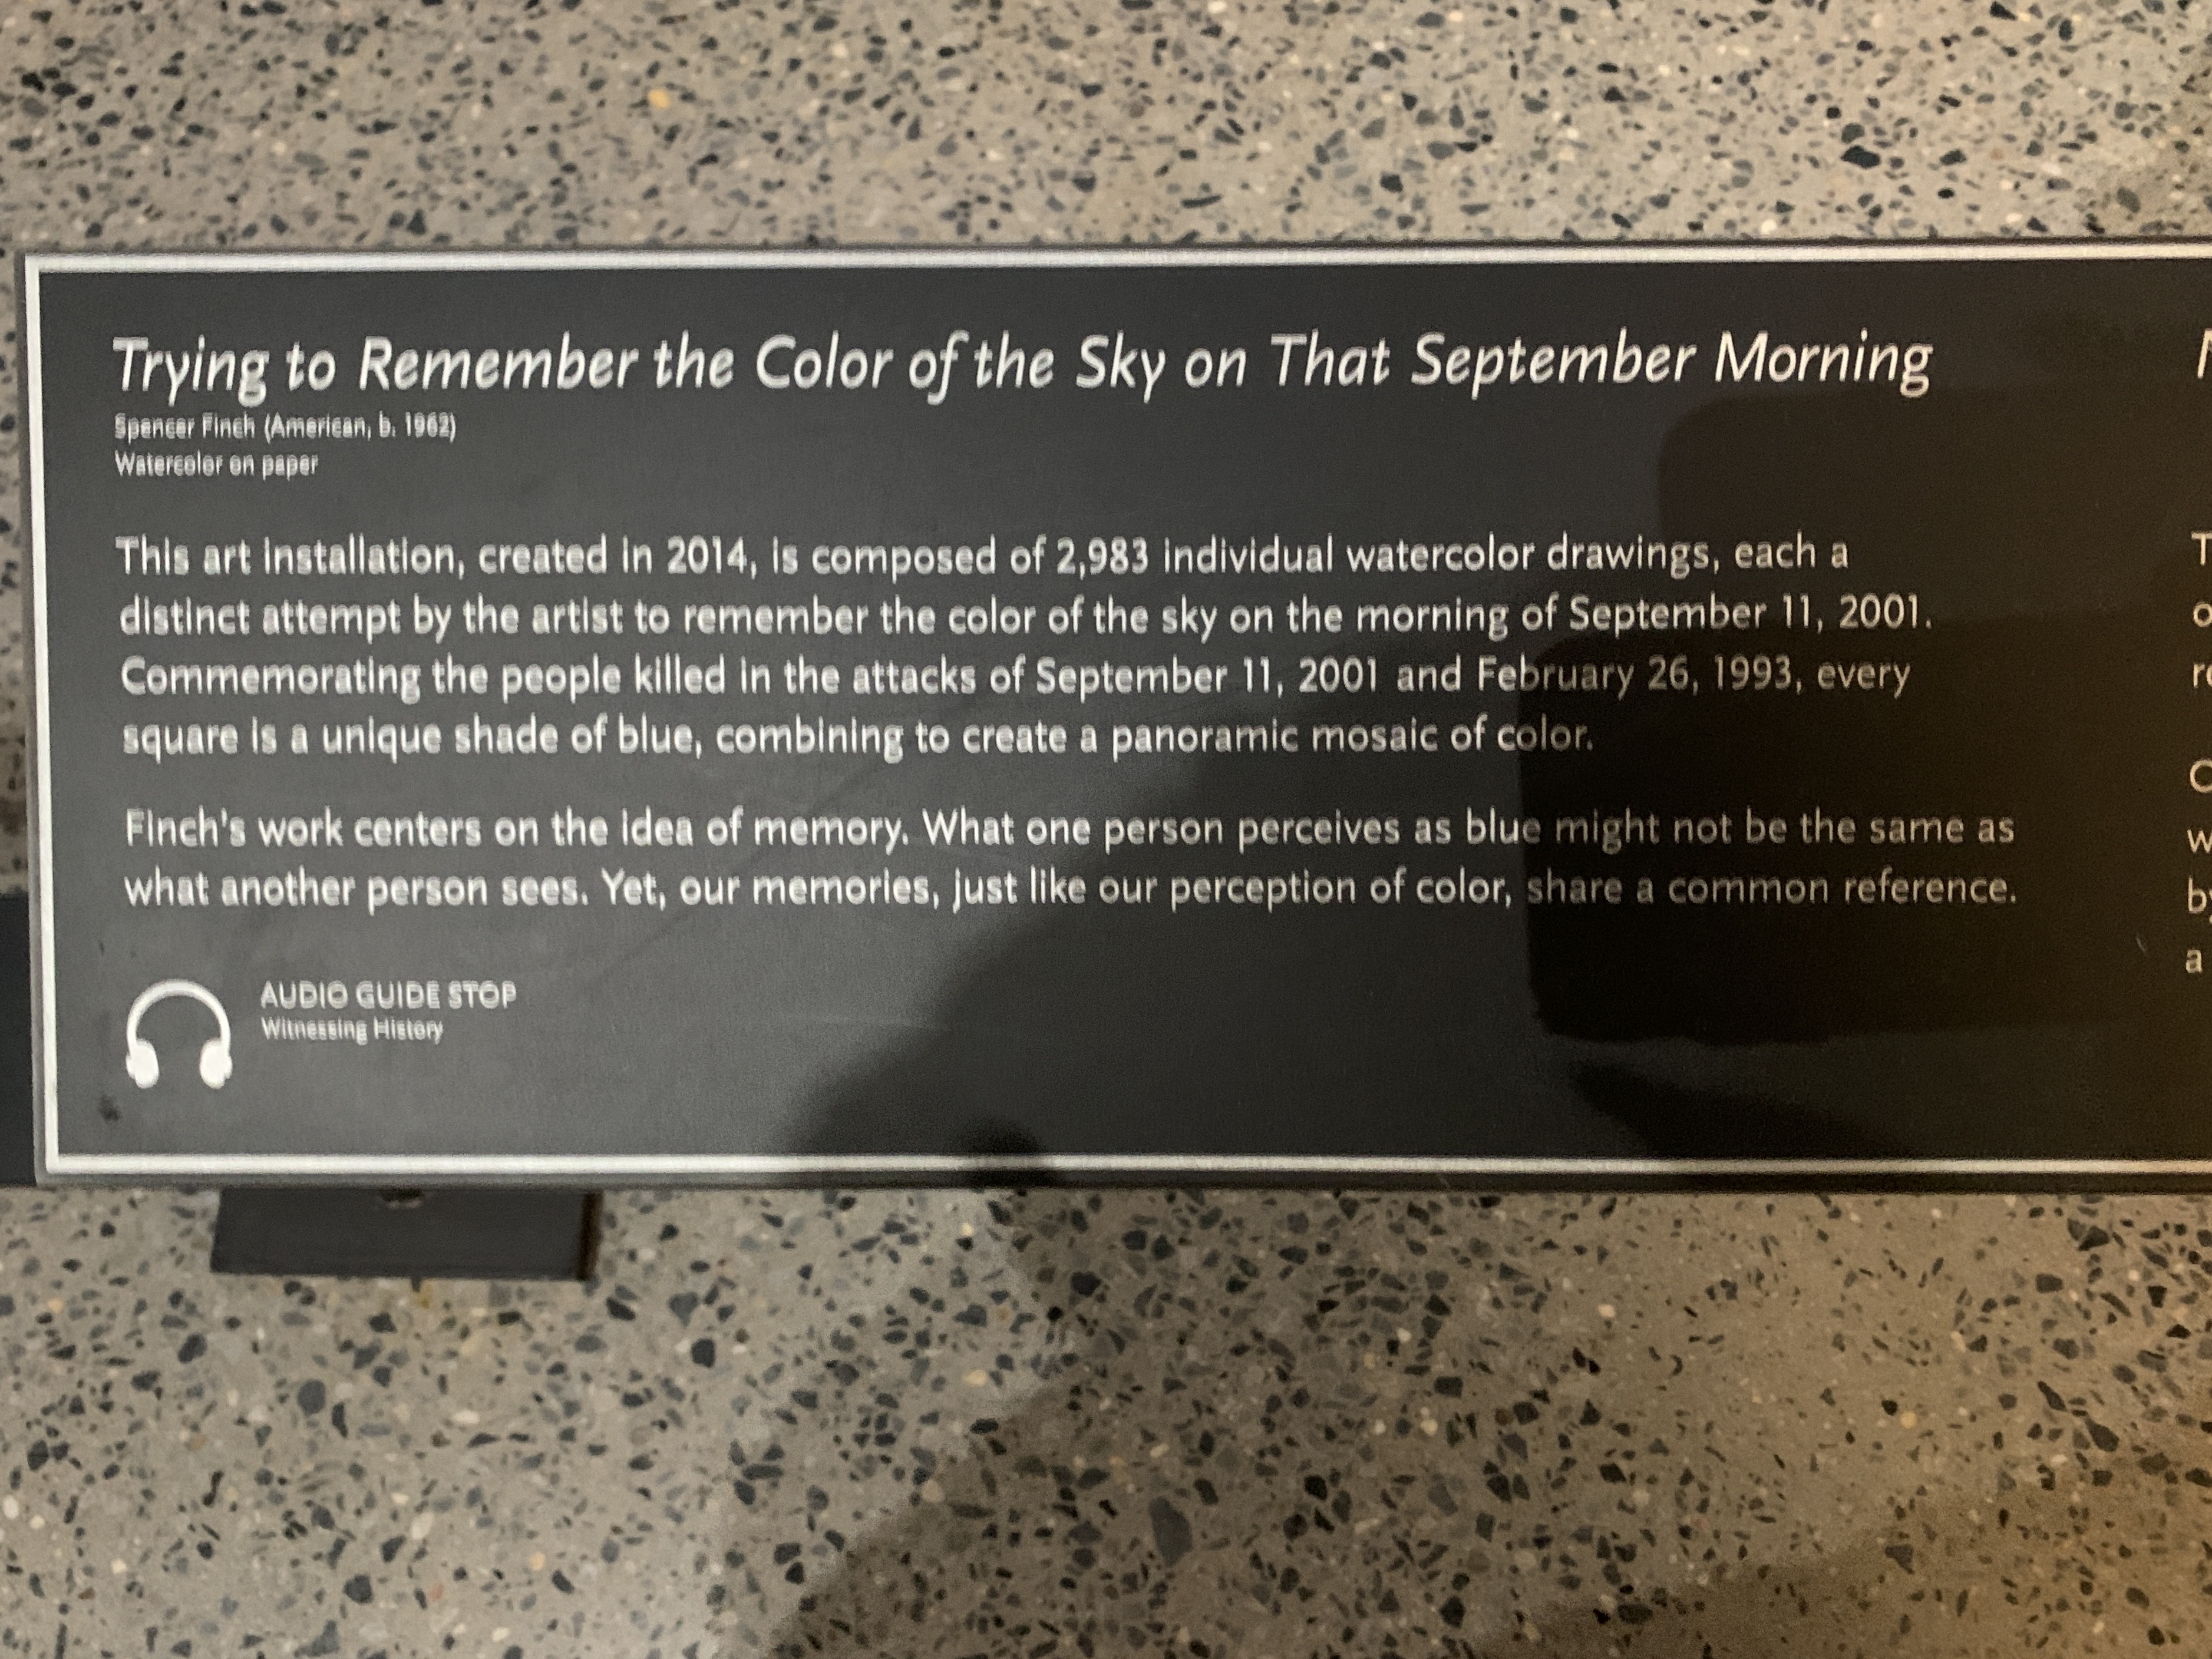 Trying to Remember the Color of the Sky on That September Morning
Spencer Finch (American, b. 1962)
Watercolor on paper
This art installation, created in 2014, is composed of 2,983 individual watercolor drawings, each a
distinct attempt by the artist to remember the color of the sky on the morning of September 11, 2001.
Commemorating the people killed in the attacks of September 11, 2001 and February 26, 1993, every
square is a unique shade of blue, combining to create a panoramic mosaic of color.
Finch's work centers on the idea of memory. What one person perceives as blue might not be the same as
what another person sees. Yet, our memories, just like our perception of color, share a common reference.
AUDIO GUIDE STOP
Witnessing History